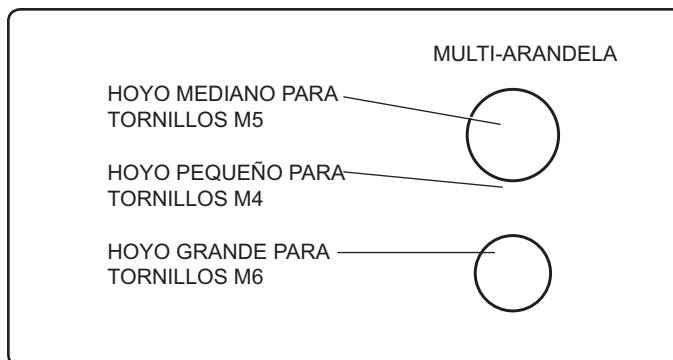 MULTI-ARANDELA
HOYO MEDIANO PARA
TORNILLOS M5
HOYO PEQUEÑO PARA
TORNILLOS M4
HOYO GRANDE PARA
TORNILLOS M6